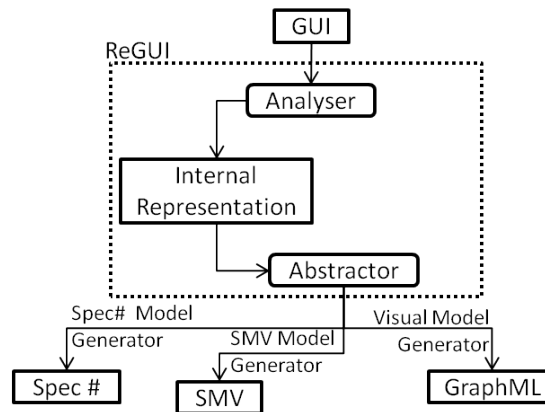 GUI
ReGUI
Analyser
Internal
Representation
Abstractor
Spec# Model
Generator
SMV Model
Generator
Visual Model
Generator
Spec #
SMV
GraphML